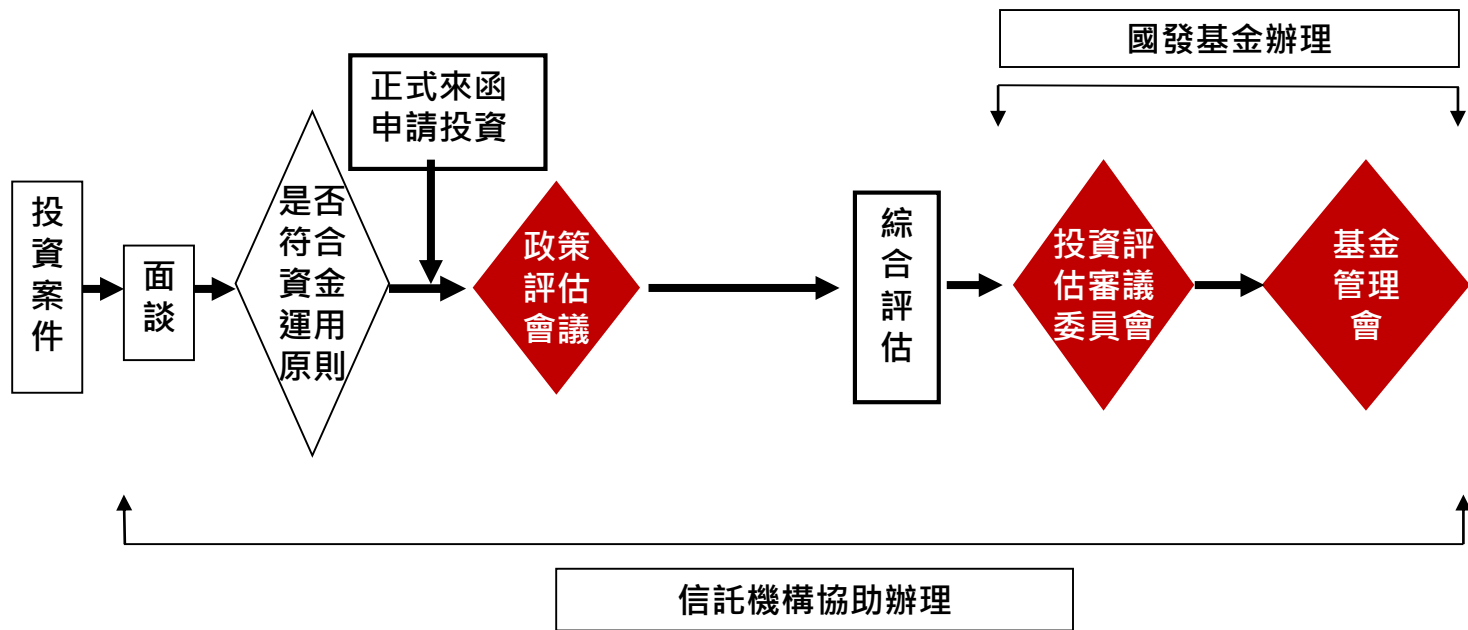 國發基金辦理
正式來函
申請投資
投
資
案
件
面
談
是否
符合
資金
運用
原則
政策
評估
會議
綜
合
評
估
投資評
估審議
委員會
基金
管理
會
信託機構協助辦理